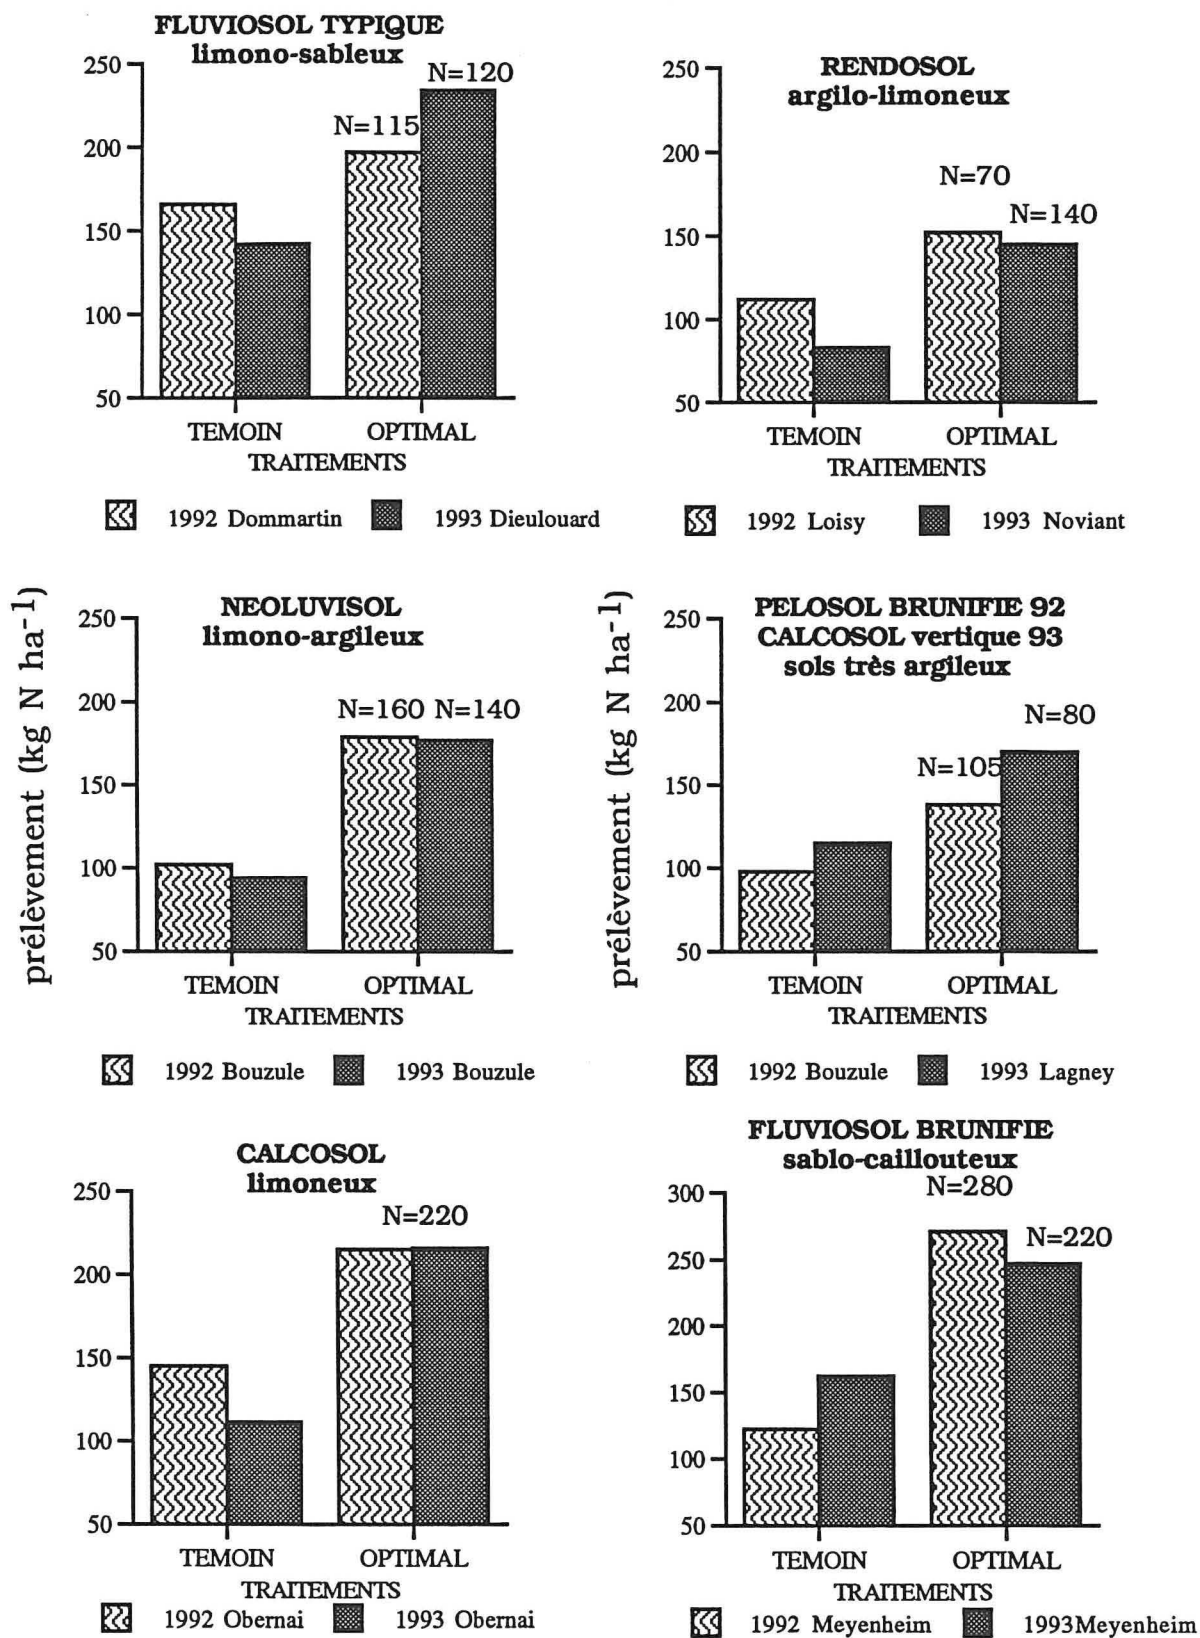 FLUVIOSOL TYPIQUE
limono-sableux
250
200
150
100
50
N=115
N=120
TEMOIN OPTIMAL
TRAITEMENTS
1992 Dommartin 1993 Dieulouard
RENDOSOL
argilo-limoneux
250
200
150
100
50
N=70
N=140
TEMOIN OPTIMAL
TRAITEMENTS
1992 Loisy 1993 Noviant
prélèvement (kg N ha⁻¹)
NEOLUVISOL
limono-argileux
250
200
150
100
50
N=160 N=140
TEMOIN OPTIMAL
TRAITEMENTS
1992 Bouzule 1993 Bouzule
prélèvement (kg N ha⁻¹)
PELOSOL BRUNIFIE 92
CALCOSOL vertique 93
sols très argileux
250
200
150
100
50
N=105
N=80
TEMOIN OPTIMAL
TRAITEMENTS
1992 Bouzule 1993 Lagney
CALCOSOL
limoneux
250
200
150
100
50
N=220
TEMOIN OPTIMAL
TRAITEMENTS
1992 Obernai 1993 Obernai
FLUVIOSOL BRUNIFIE
sablo-caillouteux
300
250
200
150
100
50
N=280
N=220
TEMOIN OPTIMAL
TRAITEMENTS
1992 Meyenheim 1993Meyenheim